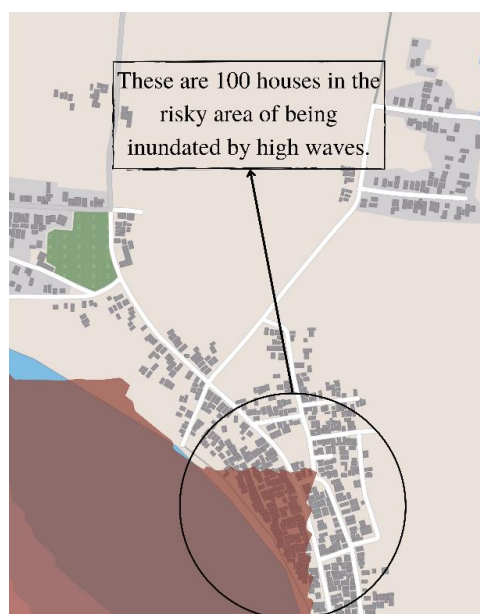 These are 100 houses in the
risky area of being
inundated by high waves.